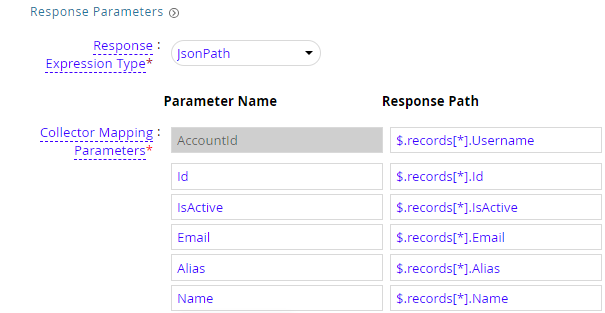 Response Parameters
Response :
Expression Type*
JsonPath
Parameter Name Response Path
Collector Mapping :
Parameters*
AccountId $.records[*].Username
Id $.records[*].Id
IsActive $.records[*].IsActive
Email $.records[*].Email
Alias $.records[*].Alias
Name $.records[*].Name